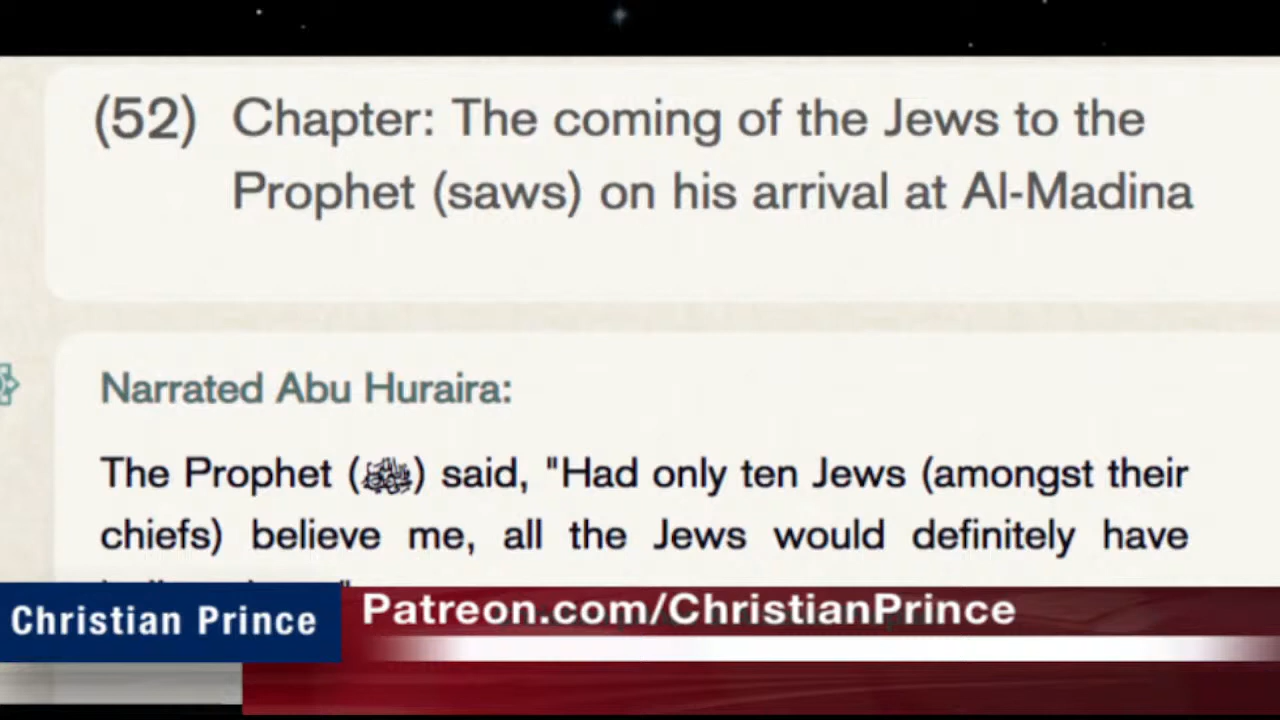 (52) Chapter: The coming of the Jews to the
Prophet (saws) on his arrival at Al-Madina
Narrated Abu Huraira:
The Prophet (ﷺ) said, "Had only ten Jews (amongst their
chiefs) believe me, all the Jews would definitely have
Christian Prince
Patreon.com/ChristianPrince